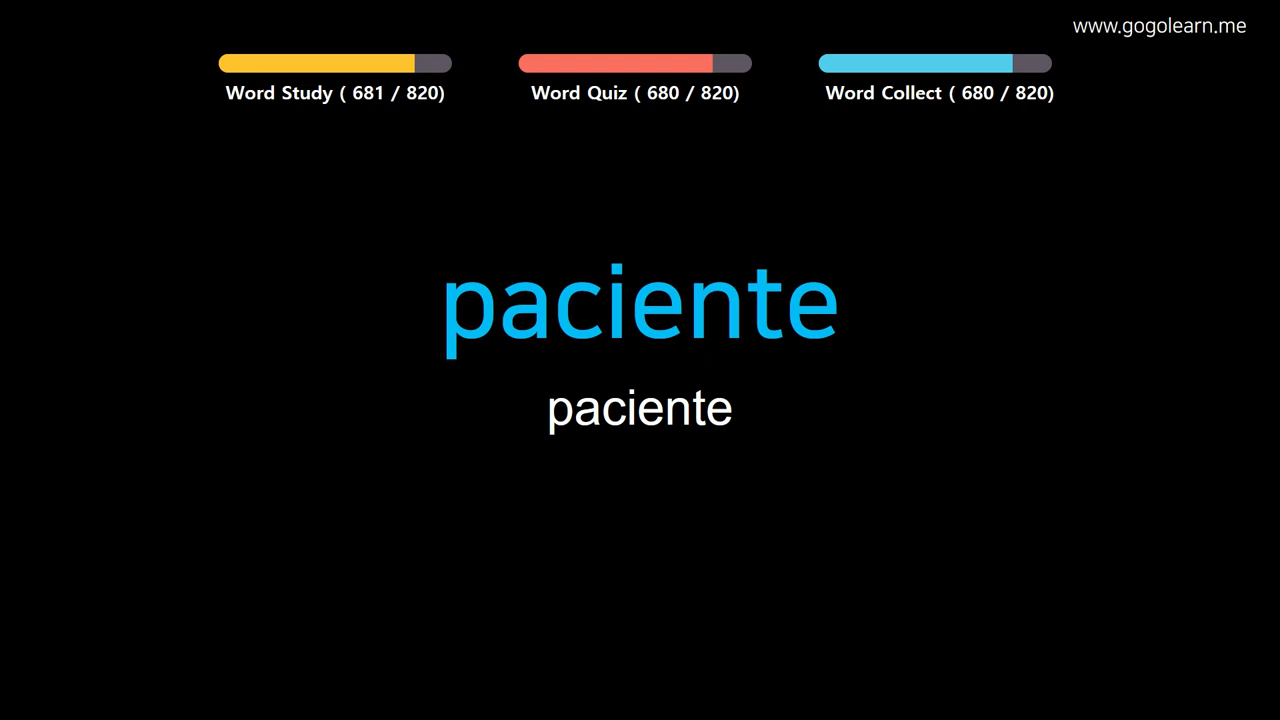 www.gogolearn.me
Word Study ( 681 / 820)
Word Quiz ( 680 / 820)
Word Collect ( 680 / 820)
paciente
paciente